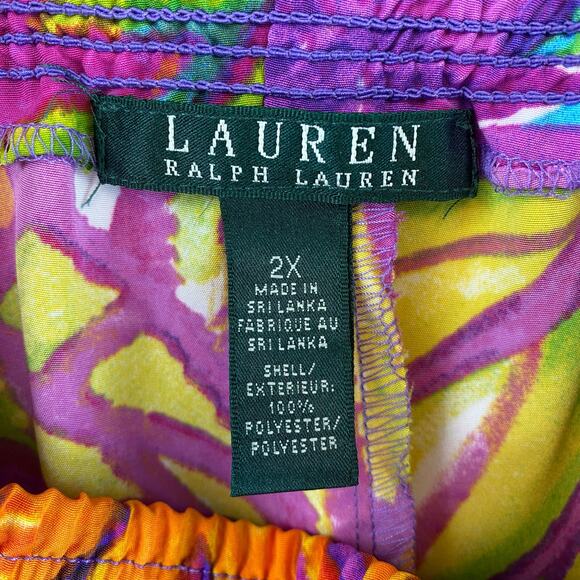 LAUREN
RALPH LAUREN
2X
MADE IN
SRI LANKA
FABRIQUE AU
SRI LANKA
SHELL/
EXTERIEUR:
100%
POLYESTER/
POLYESTER